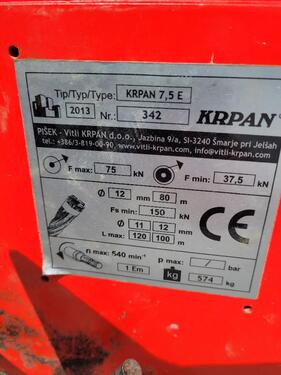 Tip/Typ/Type: KRPAN 7,5 E
2013 Nr.: 342 KRPAN®
PIŠEK - Vitli KRPAN d.o.o., Jazbina 9/a, SI-3240 Šmarje pri Jelšah
tel.: +386/3-819-00-90, www.vitli-krpan.com, info@vitli-krpan.com
F max: 75 kN F min: 37,5 kN
Ø 12 mm 80 m
Fs min: 150 kN
Ø 11 12 mm
L max: 120 100 m
CE
n max: 540 min⁻¹ p max: / bar
1 Em kg 574 kg